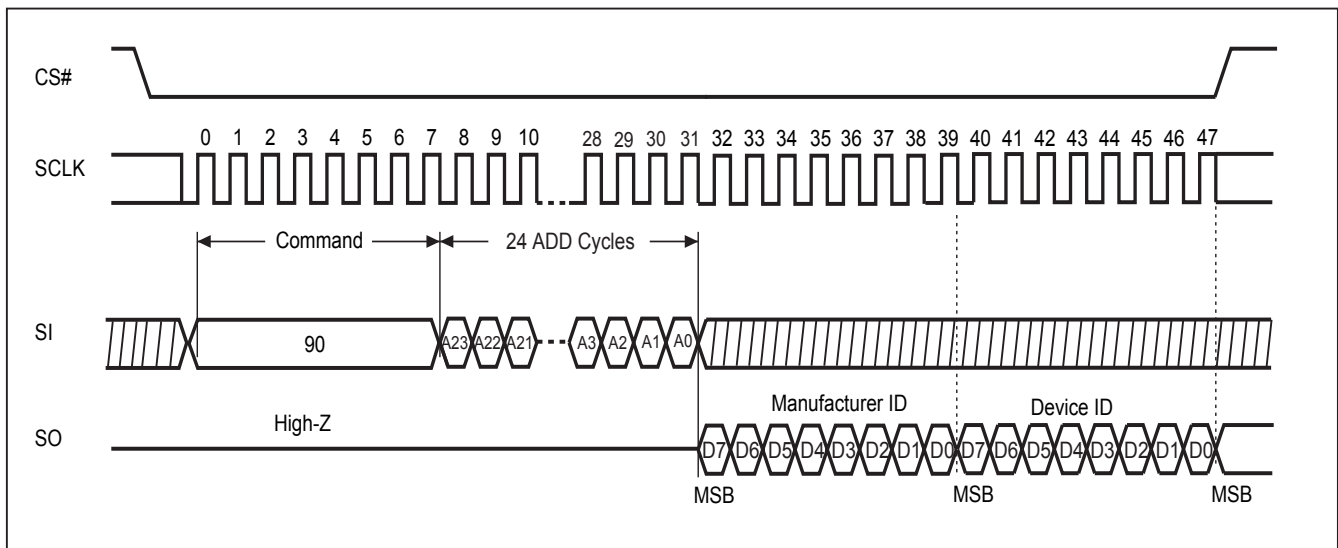 CS#
0 1 2 3 4 5 6 7 8 9 10 28 29 30 31 32 33 34 35 36 37 38 39 40 41 42 43 44 45 46 47
SCLK
Command 24 ADD Cycles
SI 90 A23 A22 A21 A3 A2 A1 A0
Manufacturer ID Device ID
High-Z
SO D7 D6 D5 D4 D3 D2 D1 D0 D7 D6 D5 D4 D3 D2 D1 D0
MSB MSB MSB